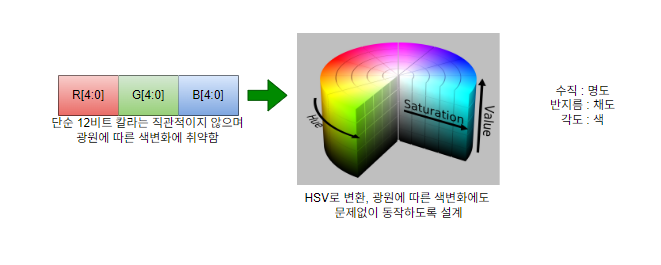 R[4:0] G[4:0] B[4:0]
단순 12비트 칼라는 직관적이지 않으며
광원에 따른 색변화에 취약함
Hue
Saturation
Value
HSV로 변환, 광원에 따른 색변화에도
문제없이 동작하도록 설계
수직 : 명도
반지름 : 채도
각도 : 색